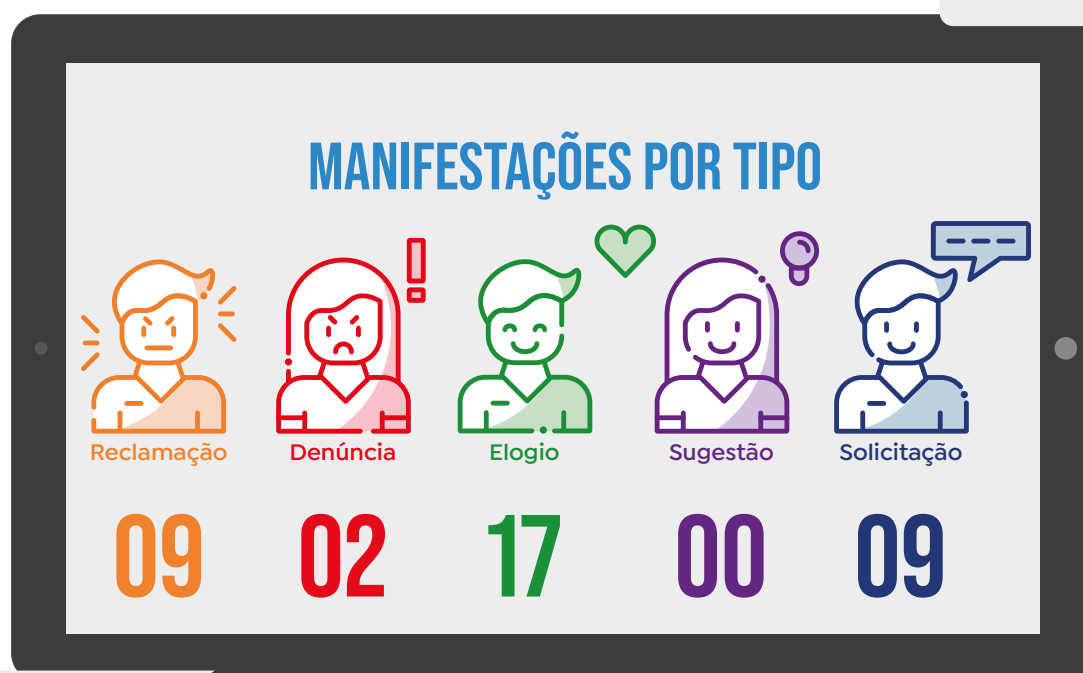 MANIFESTAÇÕES POR TIPO
Reclamação Denúncia Elogio Sugestão Solicitação
09 02 17 00 09